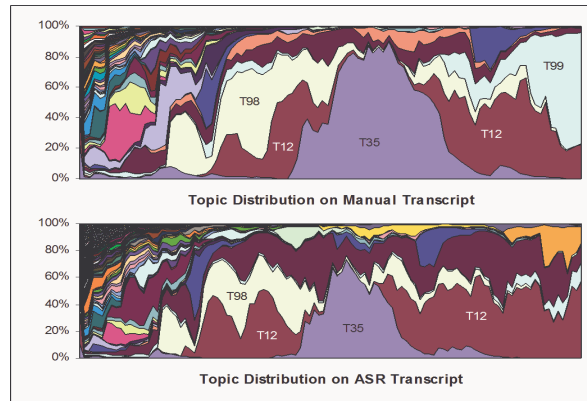 100%
80%
60%
40%
20%
0%
T98
T12
T35
T12
T99
Topic Distribution on Manual Transcript
100%
80%
60%
40%
20%
0%
T98
T12
T35
T12
Topic Distribution on ASR Transcript